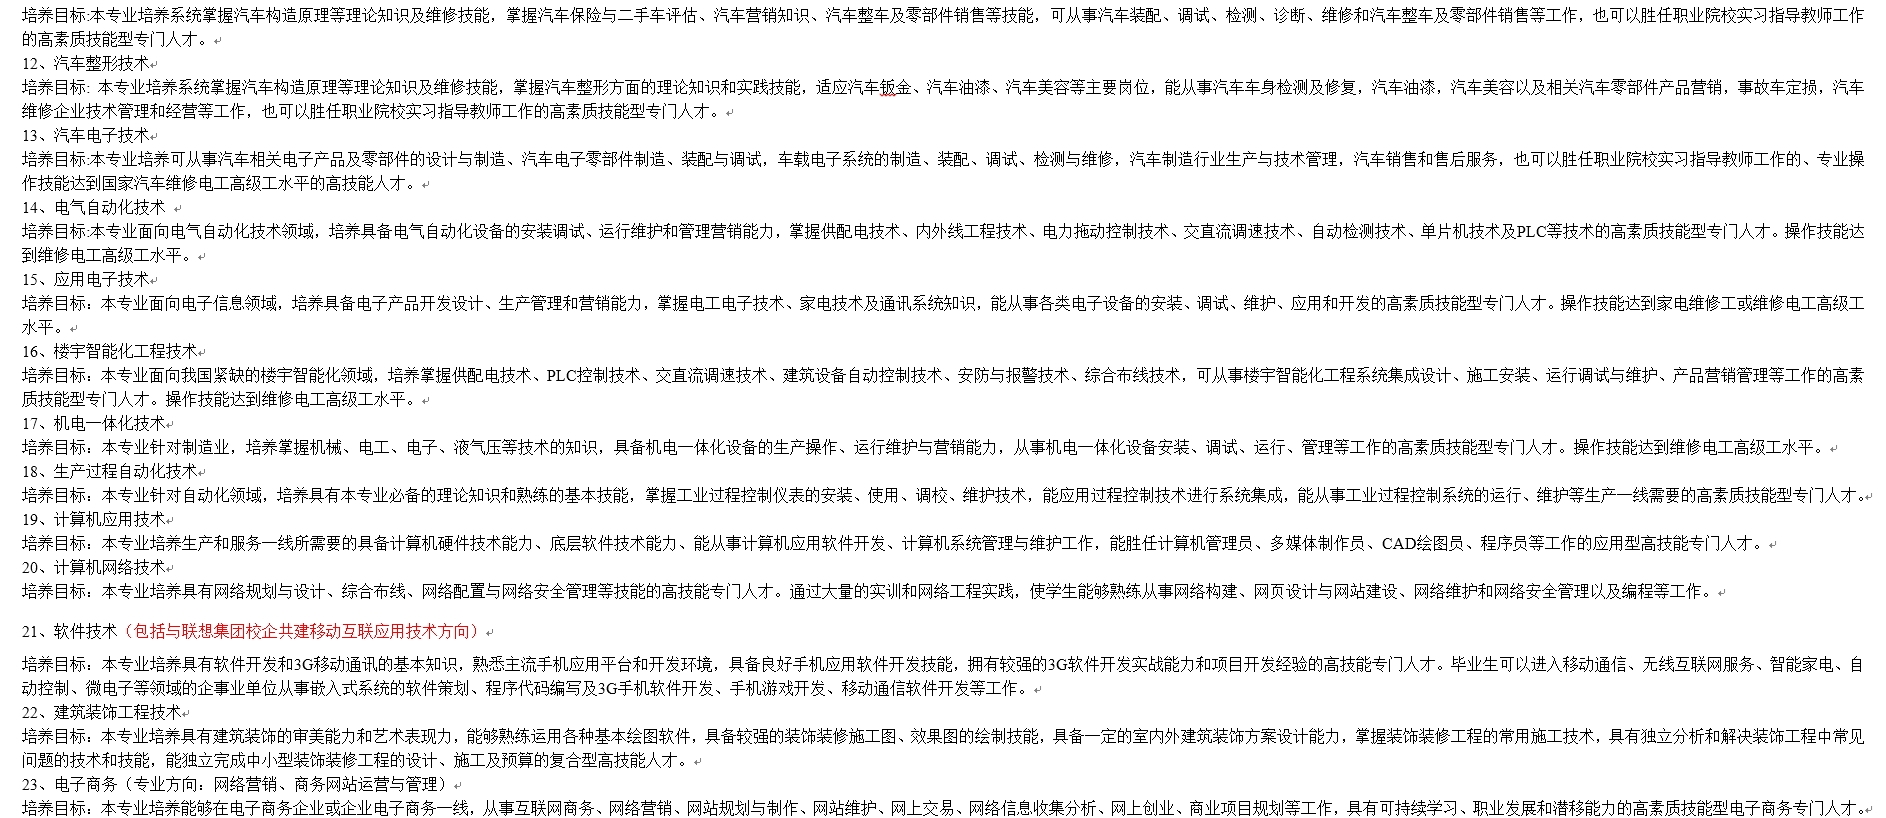 培养目标:本专业培养系统掌握汽车构造原理等理论知识及维修技能，掌握汽车保险与二手车评估、汽车营销知识、汽车整车及零部件销售等技能，可从事汽车装配、调试、检测、诊断、维修和汽车整车及零部件销售等工作，也可以胜任职业院校实习指导教师工作
的高素质技能型专门人才。
12、汽车整形技术
培养目标: 本专业培养系统掌握汽车构造原理等理论知识及维修技能，掌握汽车整形方面的理论知识和实践技能，适应汽车钣金、汽车油漆、汽车美容等主要岗位，能从事汽车车身检测及修复，汽车油漆，汽车美容以及相关汽车零部件产品营销，事故车定损，汽车
维修企业技术管理和经营等工作，也可以胜任职业院校实习指导教师工作的高素质技能型专门人才。
13、汽车电子技术
培养目标:本专业培养可从事汽车相关电子产品及零部件的设计与制造、汽车电子零部件制造、装配与调试，车载电子系统的制造、装配、调试、检测与维修，汽车制造行业生产与技术管理，汽车销售和售后服务，也可以胜任职业院校实习指导教师工作的、专业操
作技能达到国家汽车维修电工高级工水平的高技能人才。
14、电气自动化技术
培养目标:本专业面向电气自动化技术领域，培养具备电气自动化设备的安装调试、运行维护和管理营销能力，掌握供配电技术、内外线工程技术、电力拖动控制技术、交直流调速技术、自动检测技术、单片机技术及PLC等技术的高素质技能型专门人才。操作技能达
到维修电工高级工水平。
15、应用电子技术
培养目标：本专业面向电子信息领域，培养具备电子产品开发设计、生产管理和营销能力，掌握电工电子技术、家电技术及通讯系统知识，能从事各类电子设备的安装、调试、维护、应用和开发的高素质技能型专门人才。操作技能达到家电维修工或维修电工高级工
水平。
16、楼宇智能化工程技术
培养目标：本专业面向我国紧缺的楼宇智能化领域，培养掌握供配电技术、PLC控制技术、交直流调速技术、建筑设备自动控制技术、安防与报警技术、综合布线技术，可从事楼宇智能化工程系统集成设计、施工安装、运行调试与维护、产品营销管理等工作的高素
质技能型专门人才。操作技能达到维修电工高级工水平。
17、机电一体化技术
培养目标：本专业针对制造业，培养掌握机械、电工、电子、液气压等技术的知识，具备机电一体化设备的生产操作、运行维护与营销能力，从事机电一体化设备安装、调试、运行、管理等工作的高素质技能型专门人才。操作技能达到维修电工高级工水平。
18、生产过程自动化技术
培养目标：本专业针对自动化领域，培养具有本专业必备的理论知识和熟练的基本技能，掌握工业过程控制仪表的安装、使用、调校、维护技术，能应用过程控制技术进行系统集成，能从事工业过程控制系统的运行、维护等生产一线需要的高素质技能型专门人才。
19、计算机应用技术
培养目标：本专业培养生产和服务一线所需要的具备计算机硬件技术能力、底层软件技术能力、能从事计算机应用软件开发、计算机系统管理与维护工作，能胜任计算机管理员、多媒体制作员、CAD绘图员、程序员等工作的应用型高技能专门人才。
20、计算机网络技术
培养目标：本专业培养具有网络规划与设计、综合布线、网络配置与网络安全管理等技能的高技能专门人才。通过大量的实训和网络工程实践，使学生能够熟练从事网络构建、网页设计与网站建设、网络维护和网络安全管理以及编程等工作。
21、软件技术（包括与联想集团校企共建移动互联应用技术方向）
培养目标：本专业培养具有软件开发和3G移动通讯的基本知识，熟悉主流手机应用平台和开发环境，具备良好手机应用软件开发技能，拥有较强的3G软件开发实战能力和项目开发经验的高技能专门人才。毕业生可以进入移动通信、无线互联网服务、智能家电、自
动控制、微电子等领域的企事业单位从事嵌入式系统的软件策划、程序代码编写及3G手机软件开发、手机游戏开发、移动通信软件开发等工作。
22、建筑装饰工程技术
培养目标：本专业培养具有建筑装饰的审美能力和艺术表现力，能够熟练运用各种基本绘图软件，具备较强的装饰装修施工图、效果图的绘制技能，具备一定的室内外建筑装饰方案设计能力，掌握装饰装修工程的常用施工技术，具有独立分析和解决装饰工程中常见
问题的技术和技能，能独立完成中小型装饰装修工程的设计、施工及预算的复合型高技能人才。
23、电子商务（专业方向：网络营销、商务网站运营与管理）
培养目标：本专业培养能够在电子商务企业或企业电子商务一线，从事互联网商务、网络营销、网站规划与制作、网站维护、网上交易、网络信息收集分析、网上创业、商业项目规划等工作，具有可持续学习、职业发展和潜移能力的高素质技能型电子商务专门人才。